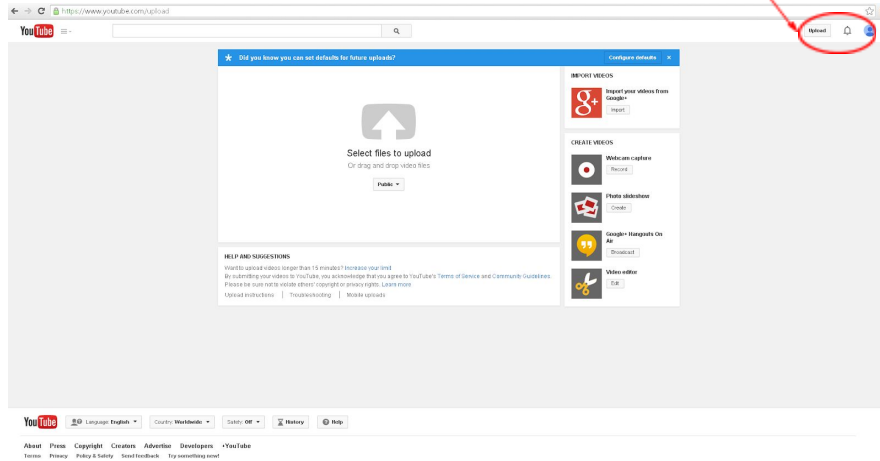 https://www.youtube.com/upload
YouTube
Upload
Did you know you can set defaults for future uploads?
Configure defaults ×
Select files to upload
Or drag and drop video files
Public
IMPORT VIDEOS
Import your videos from
Google+
Import
CREATE VIDEOS
Webcam capture
Record
Photo slideshow
Create
Google+ Hangouts On
Air
Broadcast
Video editor
Edit
HELP AND SUGGESTIONS
Want to upload videos longer than 15 minutes? Increase your limit
By submitting your videos to YouTube, you acknowledge that you agree to YouTube's Terms of Service and Community Guidelines.
Please be sure not to violate others' copyright or privacy rights. Learn more
Upload instructions | Troubleshooting | Mobile uploads
YouTube Language: English Country: Worldwide Safety: Off History Help
About Press Copyright Creators Advertise Developers +YouTube
Terms Privacy Policy & Safety Send feedback Try something new!